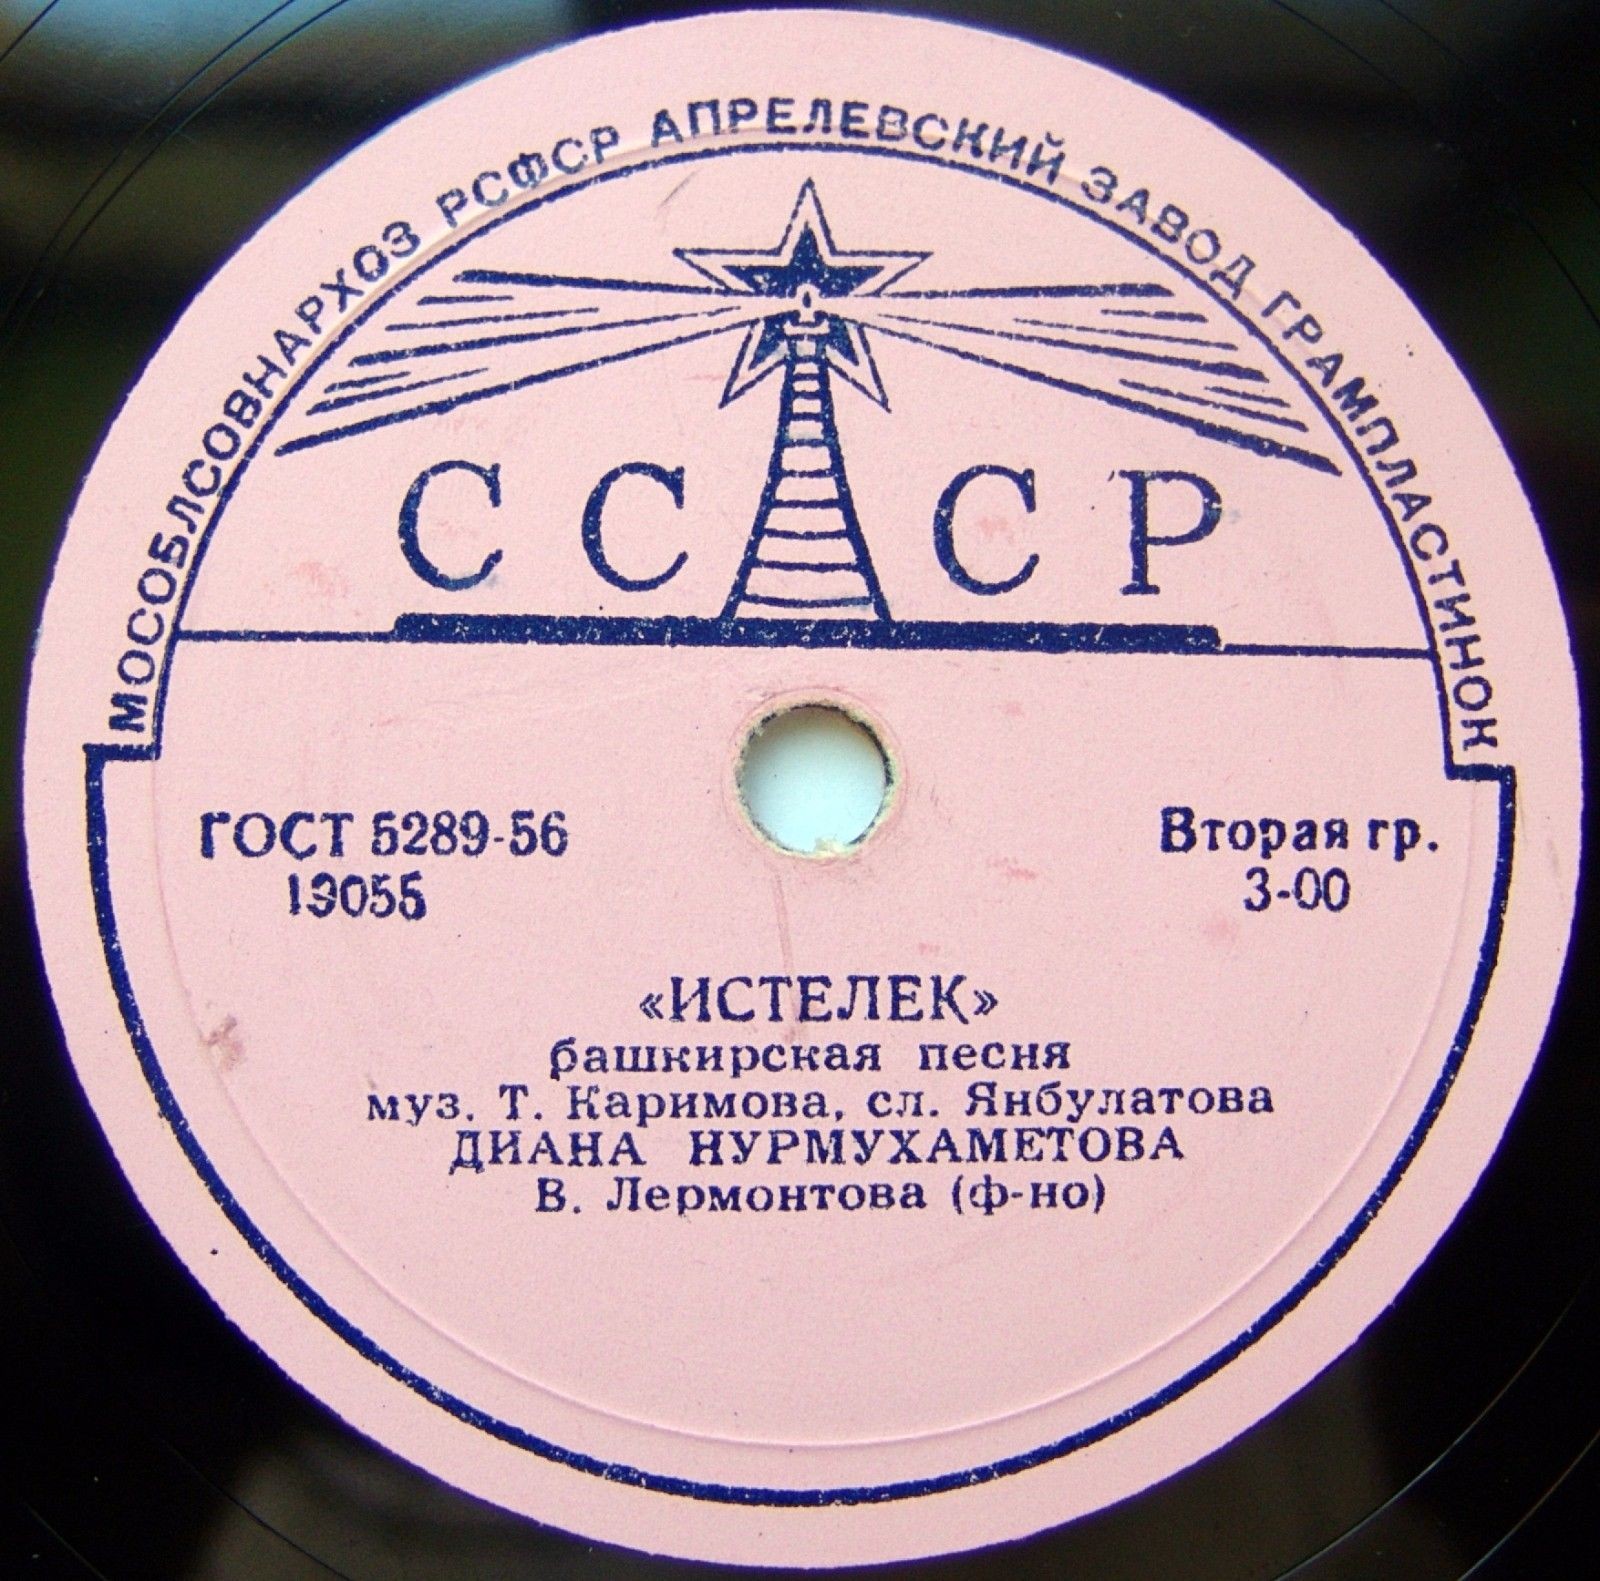 МОСОБЛСОВНАРХОЗ РСФСР АПРЕЛЕВСКИЙ ЗАВОД ГРАМПЛАСТИНОК
СССР
ГОСТ 5289-56
19055
Вторая гр.
3-00
«ИСТЕЛЕК»
башкирская песня
муз. Т. Каримова, сл. Янбулатова
ДИАНА НУРМУХАМЕТОВА
В. Лермонтова (ф-но)